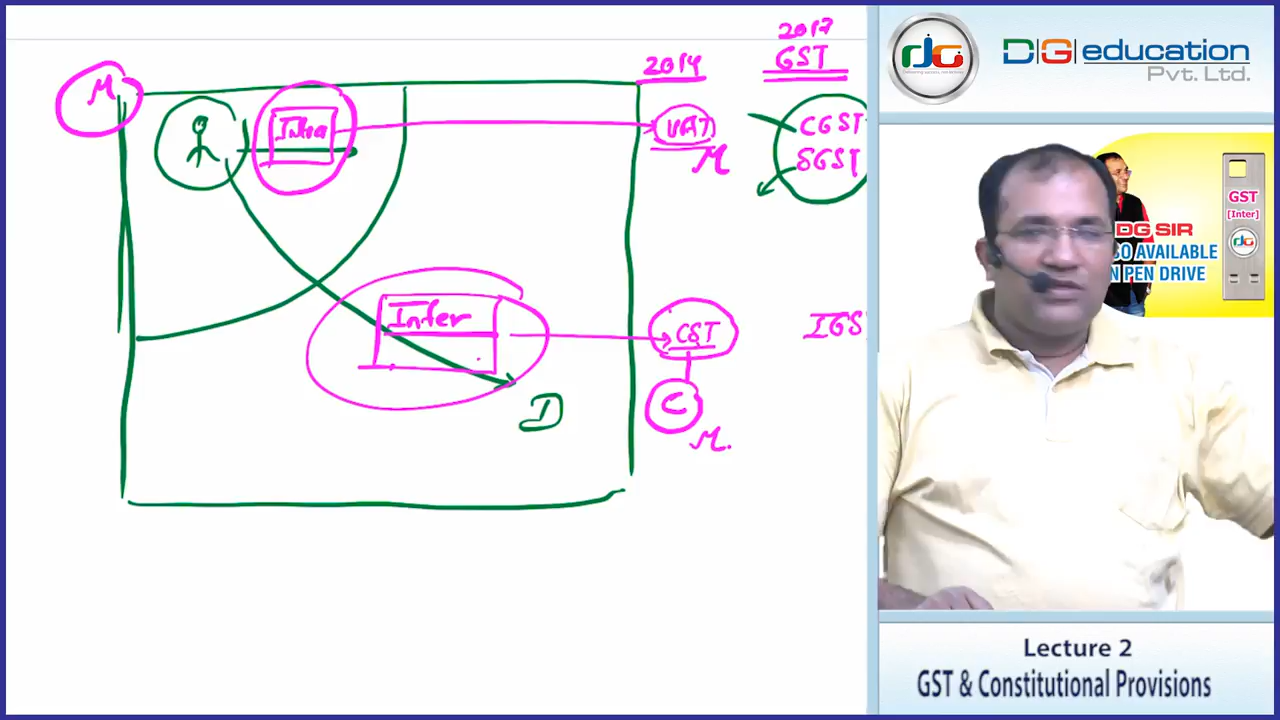 2017
GST
2014
M
Intra
VAT
M
CGST
SGST
Inter
CST
IGS
C
M.
D
DG education
Pvt. Ltd.
GST
[Inter]
DG SIR
SO AVAILABLE
N PEN DRIVE
Lecture 2
GST & Constitutional Provisions